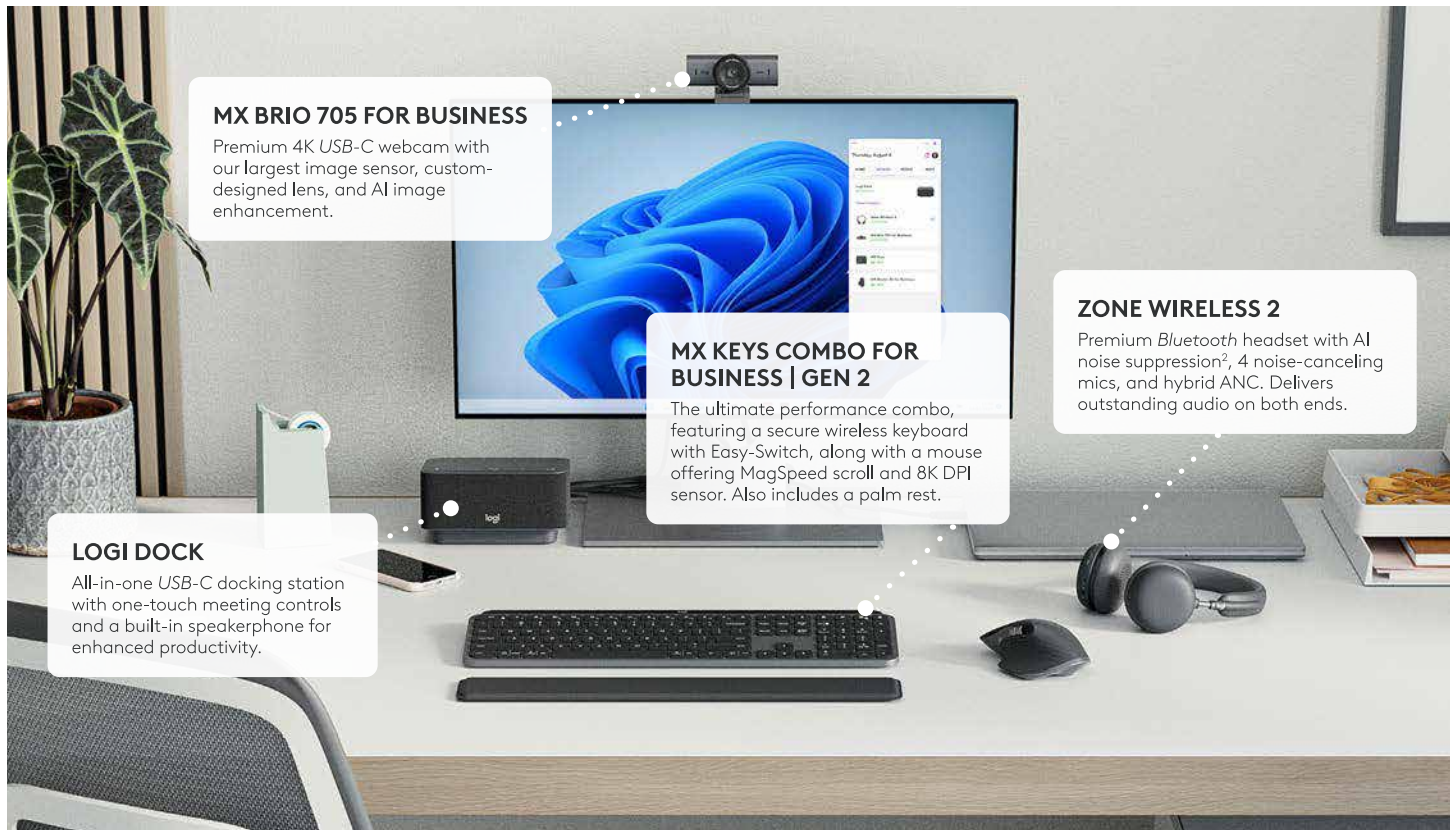 MX BRIO 705 FOR BUSINESS
Premium 4K USB-C webcam with
our largest image sensor, custom-
designed lens, and AI image
enhancement.
MX KEYS COMBO FOR
BUSINESS | GEN 2
The ultimate performance combo,
featuring a secure wireless keyboard
with Easy-Switch, along with a mouse
offering MagSpeed scroll and 8K DPI
sensor. Also includes a palm rest.
ZONE WIRELESS 2
Premium Bluetooth headset with AI
noise suppression², 4 noise-canceling
mics, and hybrid ANC. Delivers
outstanding audio on both ends.
logi
LOGI DOCK
All-in-one USB-C docking station
with one-touch meeting controls
and a built-in speakerphone for
enhanced productivity.